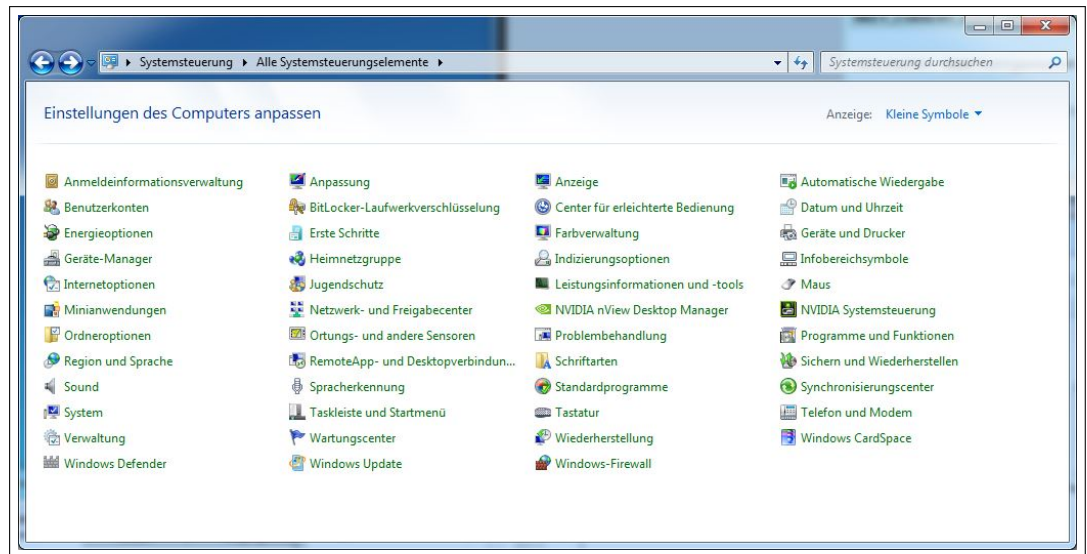 Systemsteuerung ▸ Alle Systemsteuerungselemente ▸ Systemsteuerung durchsuchen
Einstellungen des Computers anpassen Anzeige: Kleine Symbole
Anmeldeinformationsverwaltung Anpassung Anzeige Automatische Wiedergabe
Benutzerkonten BitLocker-Laufwerkverschlüsselung Center für erleichterte Bedienung Datum und Uhrzeit
Energieoptionen Erste Schritte Farbverwaltung Geräte und Drucker
Geräte-Manager Heimnetzgruppe Indizierungsoptionen Infobereichsymbole
Internetoptionen Jugendschutz Leistungsinformationen und -tools Maus
Minianwendungen Netzwerk- und Freigabecenter NVIDIA nView Desktop Manager NVIDIA Systemsteuerung
Ordneroptionen Ortungs- und andere Sensoren Problembehandlung Programme und Funktionen
Region und Sprache RemoteApp- und Desktopverbindun... Schriftarten Sichern und Wiederherstellen
Sound Spracherkennung Standardprogramme Synchronisierungscenter
System Taskleiste und Startmenü Tastatur Telefon und Modem
Verwaltung Wartungscenter Wiederherstellung Windows CardSpace
Windows Defender Windows Update Windows-Firewall